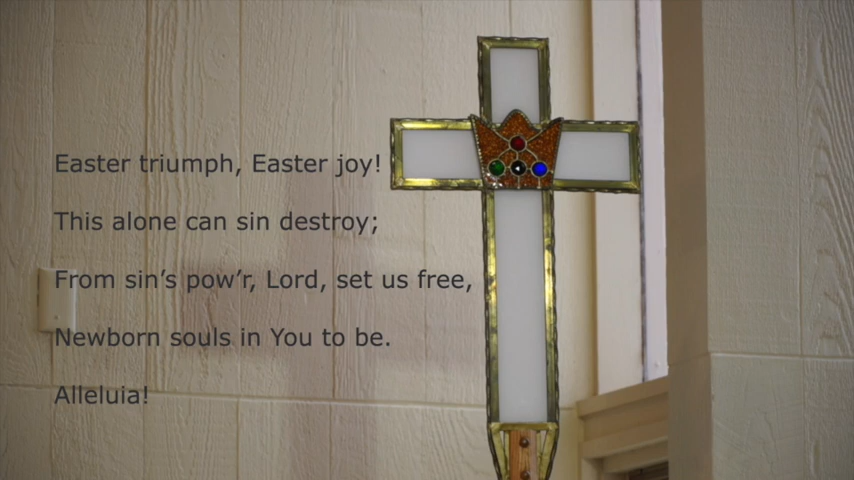 Easter triumph, Easter joy!
This alone can sin destroy;
From sin’s pow’r, Lord, set us free,
Newborn souls in You to be.
Alleluia!